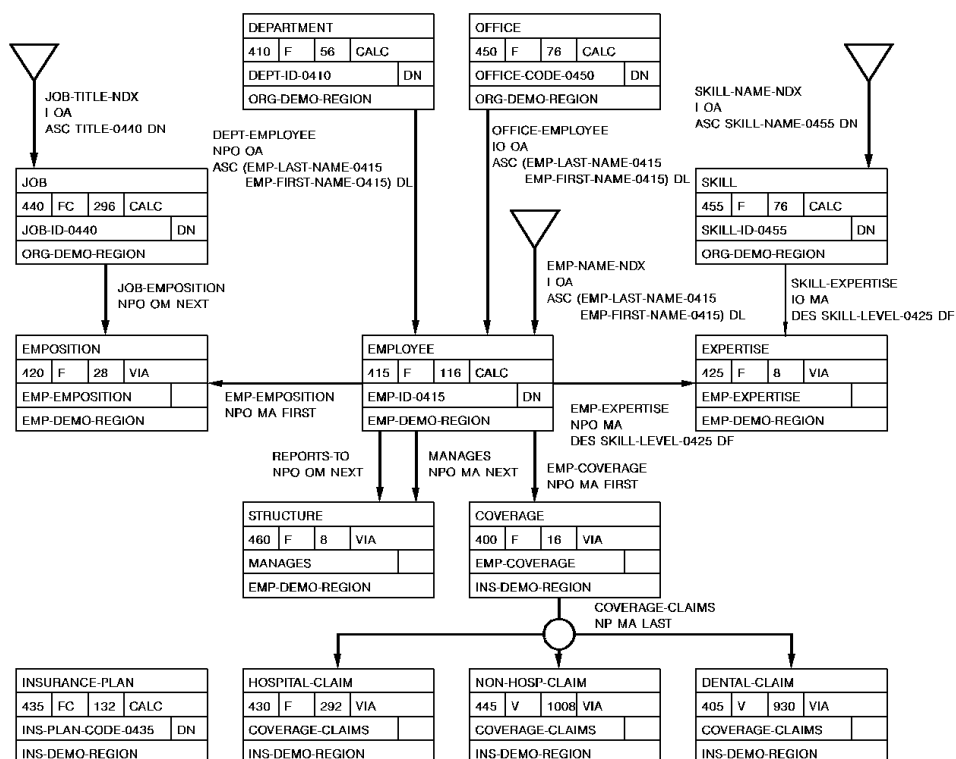 DEPARTMENT
410 F 56 CALC
DEPT-ID-0410 DN
ORG-DEMO-REGION
OFFICE
450 F 76 CALC
OFFICE-CODE-0450 DN
ORG-DEMO-REGION
JOB-TITLE-NDX
I OA
ASC TITLE-0440 DN
DEPT-EMPLOYEE
NPO OA
ASC (EMP-LAST-NAME-0415
EMP-FIRST-NAME-0415) DL
OFFICE-EMPLOYEE
IO OA
ASC (EMP-LAST-NAME-0415
EMP-FIRST-NAME-0415) DL
SKILL-NAME-NDX
I OA
ASC SKILL-NAME-0455 DN
JOB
440 FC 296 CALC
JOB-ID-0440 DN
ORG-DEMO-REGION
SKILL
455 F 76 CALC
SKILL-ID-0455 DN
ORG-DEMO-REGION
JOB-EMPOSITION
NPO OM NEXT
EMP-NAME-NDX
I OA
ASC (EMP-LAST-NAME-0415
EMP-FIRST-NAME-0415) DL
SKILL-EXPERTISE
IO MA
DES SKILL-LEVEL-0425 DF
EMPOSITION
420 F 28 VIA
EMP-EMPOSITION
EMP-DEMO-REGION
EMPLOYEE
415 F 116 CALC
EMP-ID-0415 DN
EMP-DEMO-REGION
EXPERTISE
425 F 8 VIA
EMP-EXPERTISE
EMP-DEMO-REGION
EMP-EMPOSITION
NPO MA FIRST
EMP-EXPERTISE
NPO MA
DES SKILL-LEVEL-0425 DF
REPORTS-TO
NPO OM NEXT
MANAGES
NPO MA NEXT
EMP-COVERAGE
NPO MA FIRST
STRUCTURE
460 F 8 VIA
MANAGES
EMP-DEMO-REGION
COVERAGE
400 F 16 VIA
EMP-COVERAGE
INS-DEMO-REGION
COVERAGE-CLAIMS
NP MA LAST
INSURANCE-PLAN
435 FC 132 CALC
INS-PLAN-CODE-0435 DN
INS-DEMO-REGION
HOSPITAL-CLAIM
430 F 292 VIA
COVERAGE-CLAIMS
INS-DEMO-REGION
NON-HOSP-CLAIM
445 V 1008 VIA
COVERAGE-CLAIMS
INS-DEMO-REGION
DENTAL-CLAIM
405 V 930 VIA
COVERAGE-CLAIMS
INS-DEMO-REGION